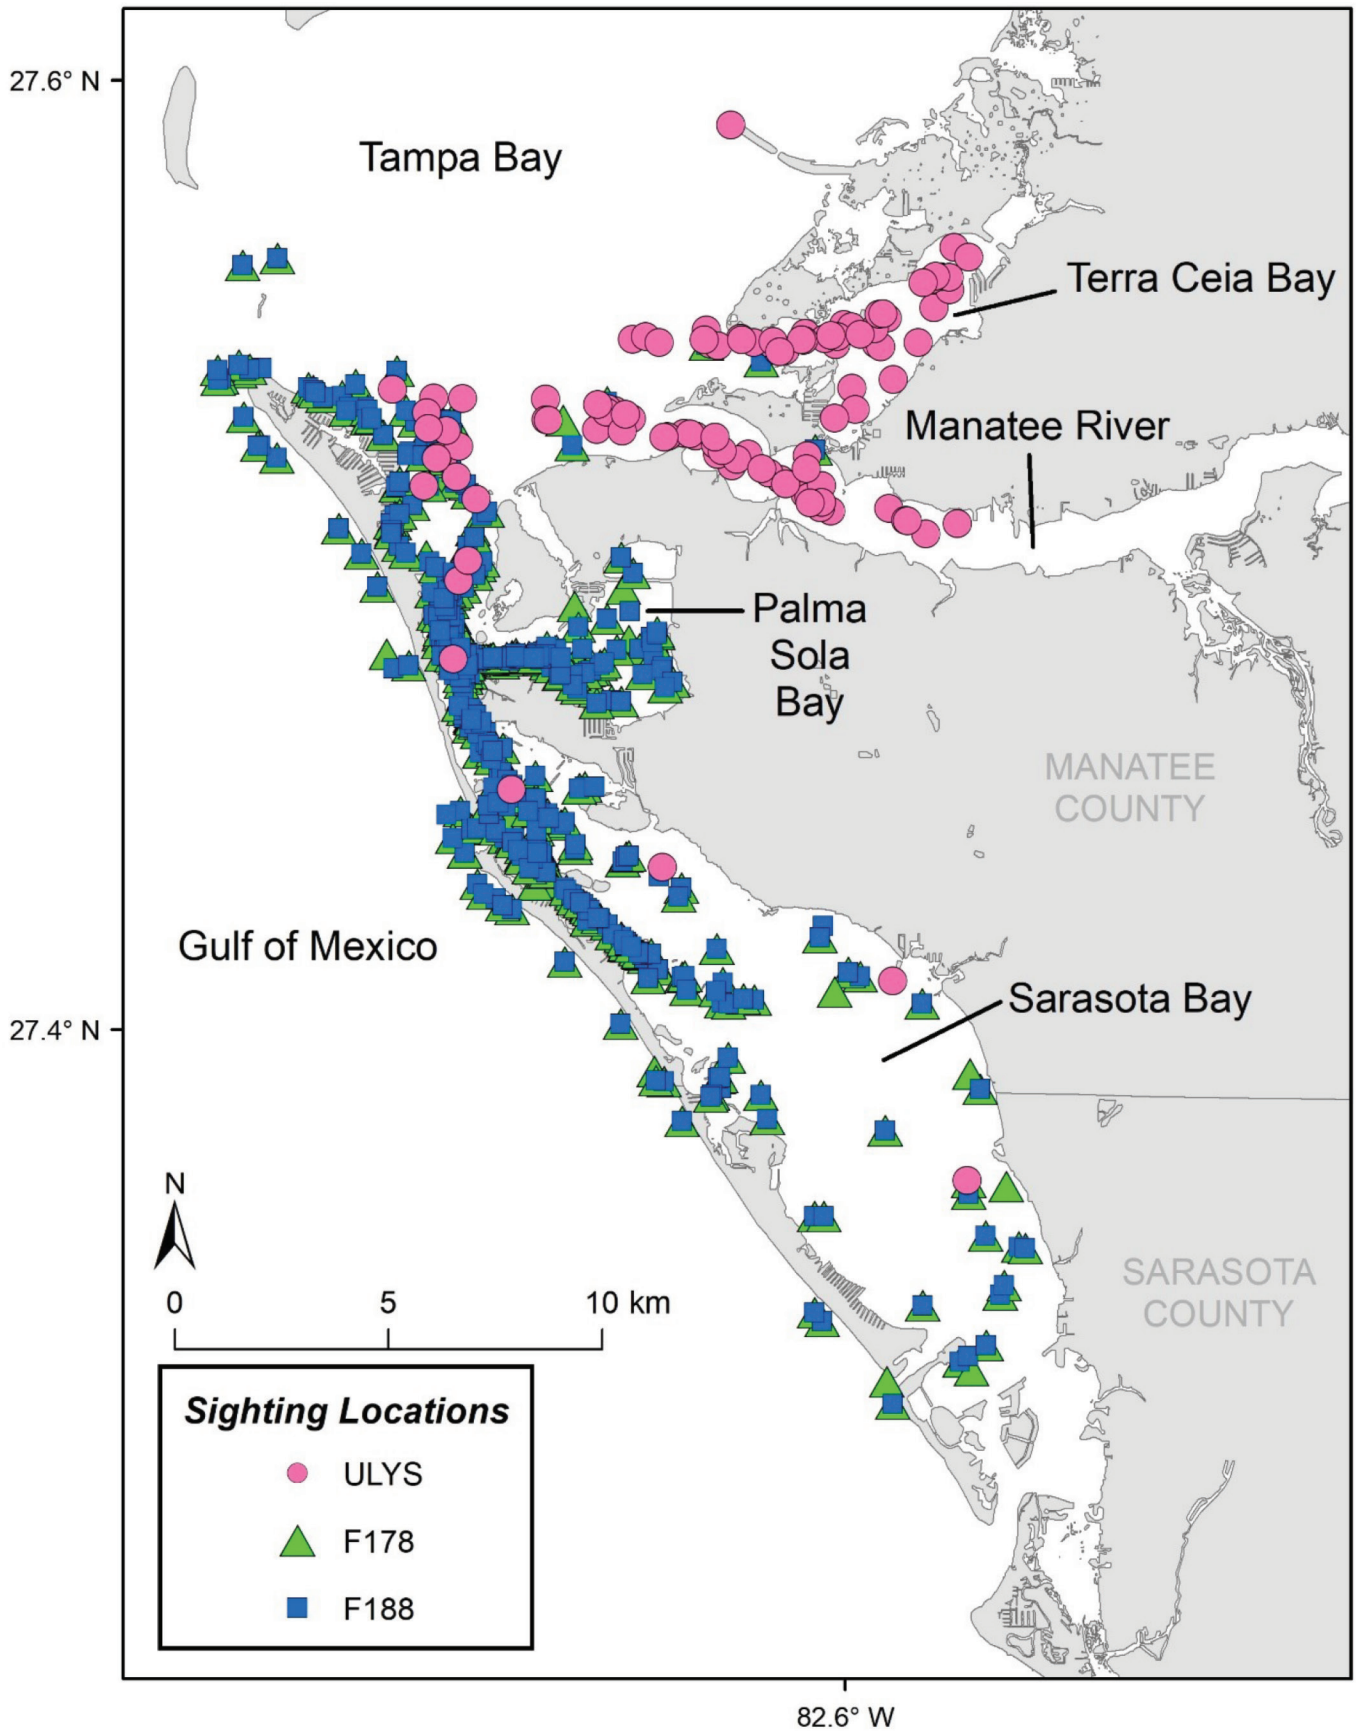 27.6° N
Tampa Bay
Terra Ceia Bay
Manatee River
Palma
Sola
Bay
MANATEE
COUNTY
Gulf of Mexico
Sarasota Bay
27.4° N
N
0 5 10 km
SARASOTA
COUNTY
Sighting Locations
ULYS
F178
F188
82.6° W